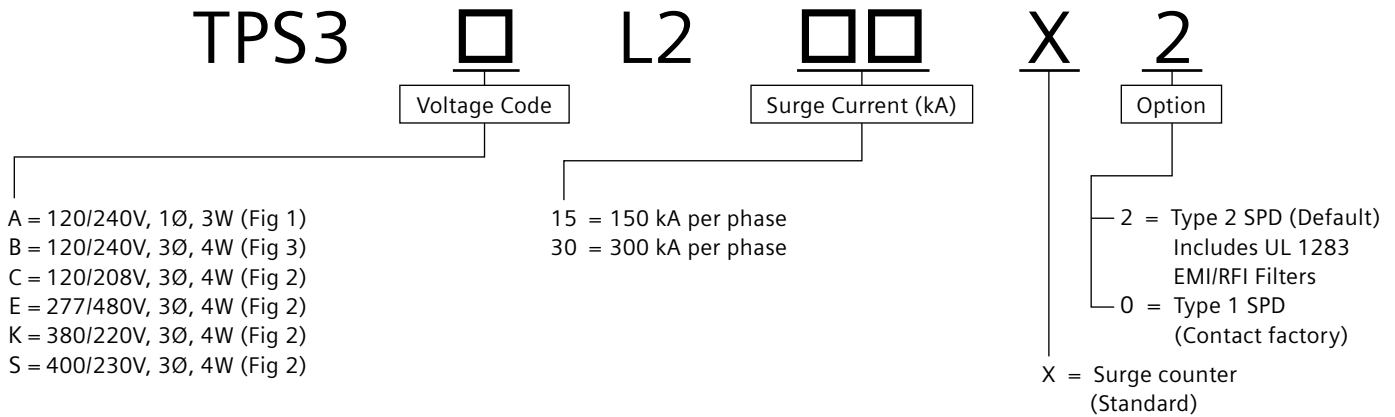 TPS3 □ L2 □□ X 2
Voltage Code
Surge Current (kA)
Option
A = 120/240V, 1Ø, 3W (Fig 1)
B = 120/240V, 3Ø, 4W (Fig 3)
C = 120/208V, 3Ø, 4W (Fig 2)
E = 277/480V, 3Ø, 4W (Fig 2)
K = 380/220V, 3Ø, 4W (Fig 2)
S = 400/230V, 3Ø, 4W (Fig 2)
15 = 150 kA per phase
30 = 300 kA per phase
2 = Type 2 SPD (Default)
Includes UL 1283
EMI/RFI Filters
0 = Type 1 SPD
(Contact factory)
X = Surge counter
(Standard)